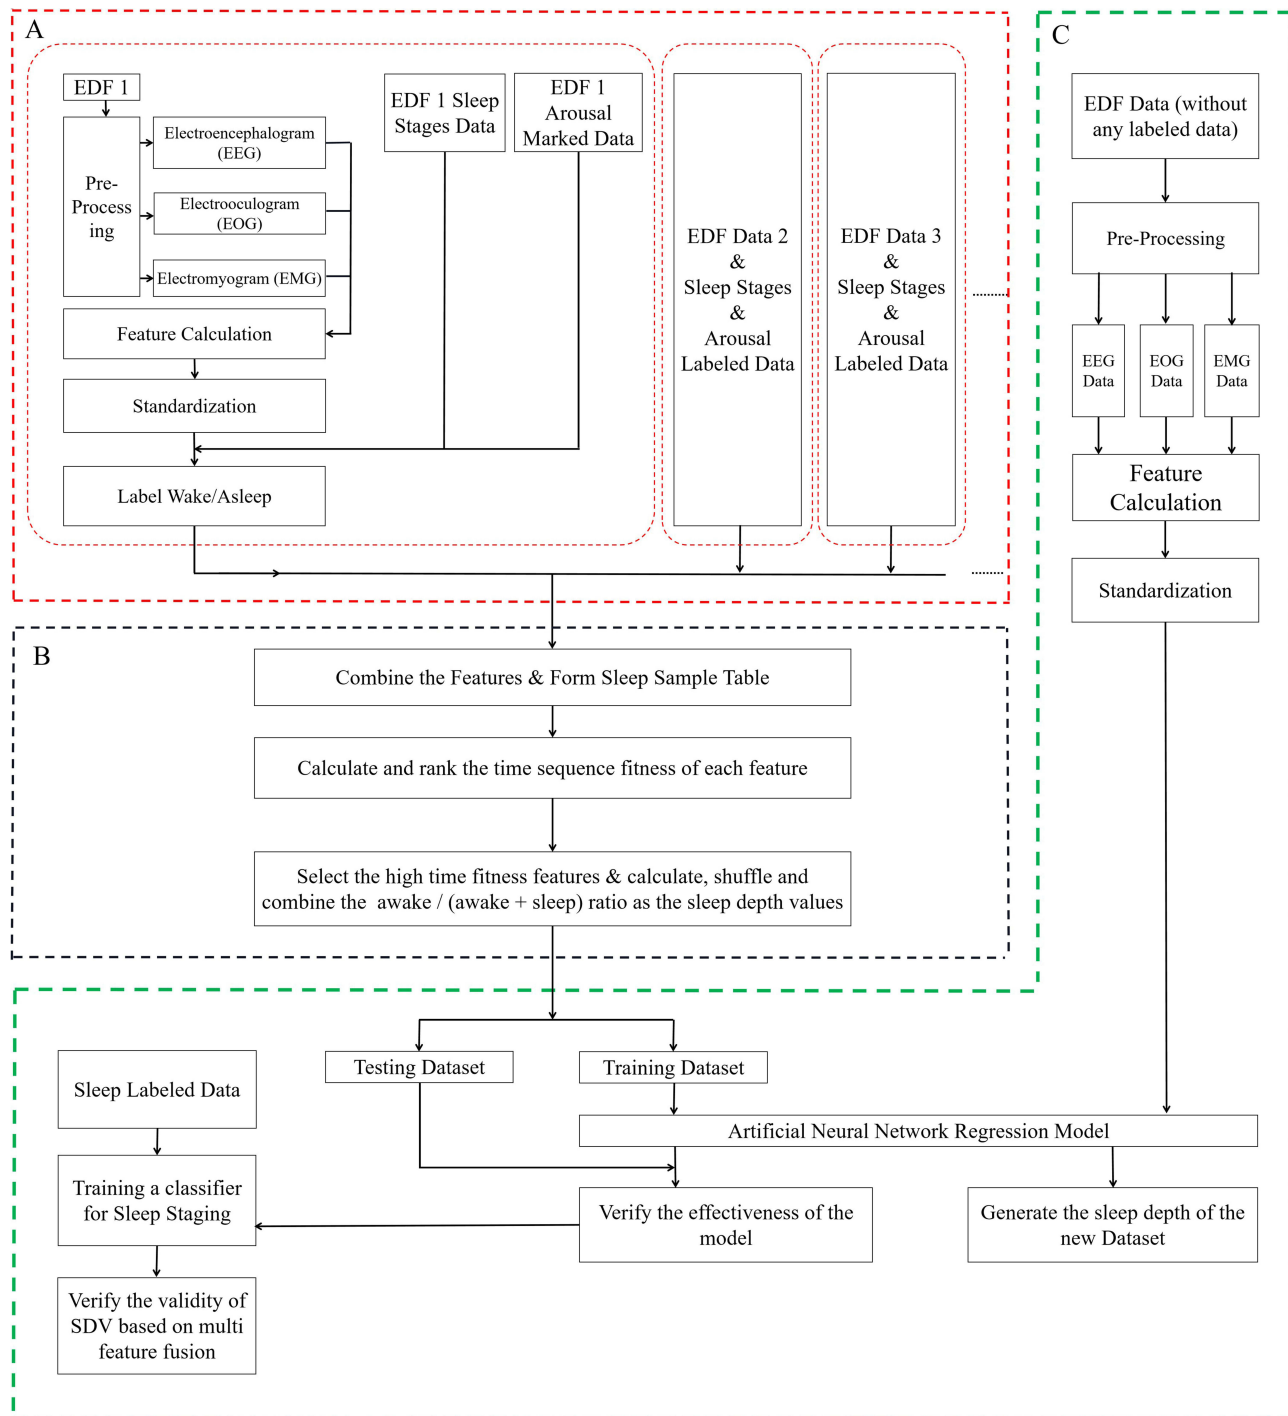 A
EDF 1
Pre-
Process
ing
Electroencephalogram
(EEG)
Electrooculogram
(EOG)
Electromyogram (EMG)
Feature Calculation
Standardization
Label Wake/Asleep
EDF 1 Sleep
Stages Data
EDF 1
Arousal
Marked Data
EDF Data 2
&
Sleep Stages
&
Arousal
Labeled Data
EDF Data 3
&
Sleep Stages
&
Arousal
Labeled Data
B
Combine the Features & Form Sleep Sample Table
Calculate and rank the time sequence fitness of each feature
Select the high time fitness features & calculate, shuffle and
combine the awake / (awake + sleep) ratio as the sleep depth values
C
EDF Data (without
any labeled data)
Pre-Processing
EEG
Data
EOG
Data
EMG
Data
Feature
Calculation
Standardization
Testing Dataset
Training Dataset
Artificial Neural Network Regression Model
Verify the effectiveness of the
model
Generate the sleep depth of the
new Dataset
Sleep Labeled Data
Training a classifier
for Sleep Staging
Verify the validity of
SDV based on multi
feature fusion